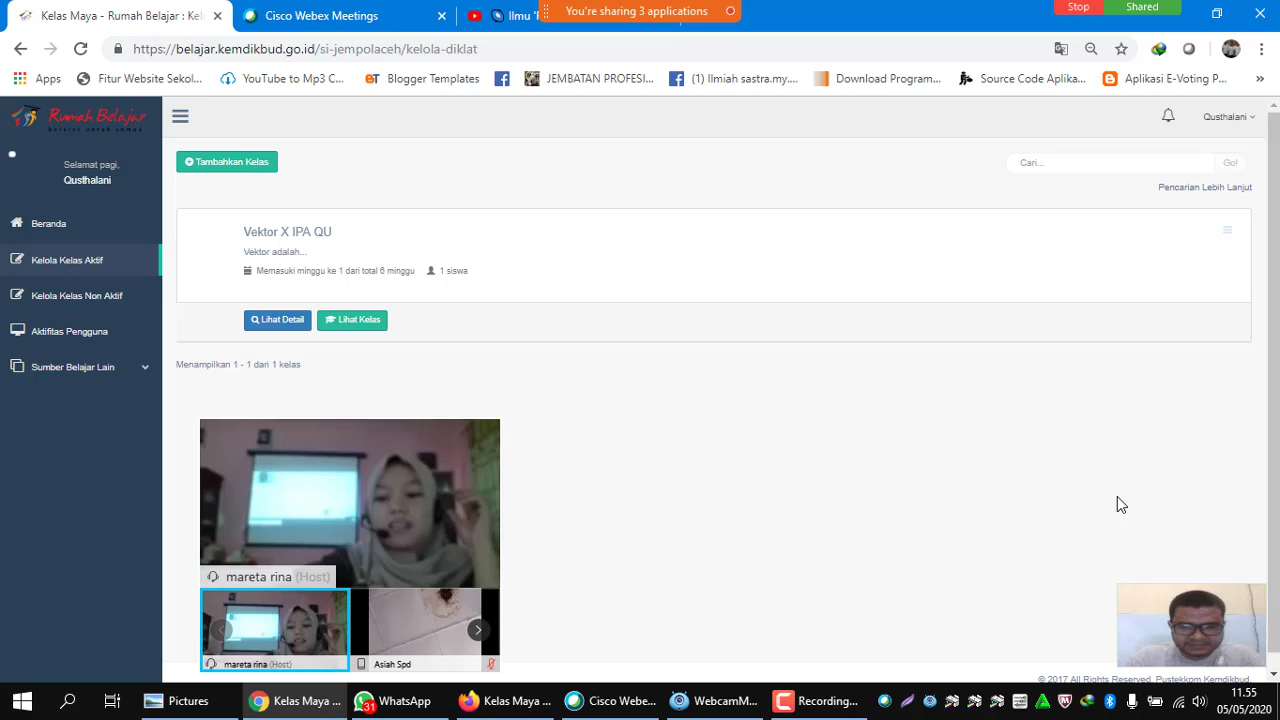 Kelas Maya - Rumah Belajar : Kel
Cisco Webex Meetings
Ilmu '
You're sharing 3 applications
Stop
Shared
https://belajar.kemdikbud.go.id/si-jempolaceh/kelola-diklat
Apps
Fitur Website Sekol...
YouTube to Mp3 C...
Blogger Templates
JEMBATAN PROFESI...
(1) Ilmiah sastra.my....
Download Program...
Source Code Aplika...
Aplikasi E-Voting P...
Rumah Belajar
belajar untuk semua
Qusthalani
Selamat pagi,
Qusthalani
Tambahkan Kelas
Cari...
Go!
Pencarian Lebih Lanjut
Beranda
Kelola Kelas Aktif
Kelola Kelas Non Aktif
Aktifitas Pengguna
Sumber Belajar Lain
Vektor X IPA QU
Vektor adalah...
Memasuki minggu ke 1 dari total 6 minggu
1 siswa
Lihat Detail
Lihat Kelas
Menampilkan 1 - 1 dari 1 kelas
mareta rina (Host)
mareta rina (Host)
Asiah Spd
© 2017 All Rights Reserved. Pustekkom Kemdikbud.
Pictures
Kelas Maya ...
WhatsApp
31
Kelas Maya ...
Cisco Webe...
WebcamM...
Recording...
11.55
05/05/2020